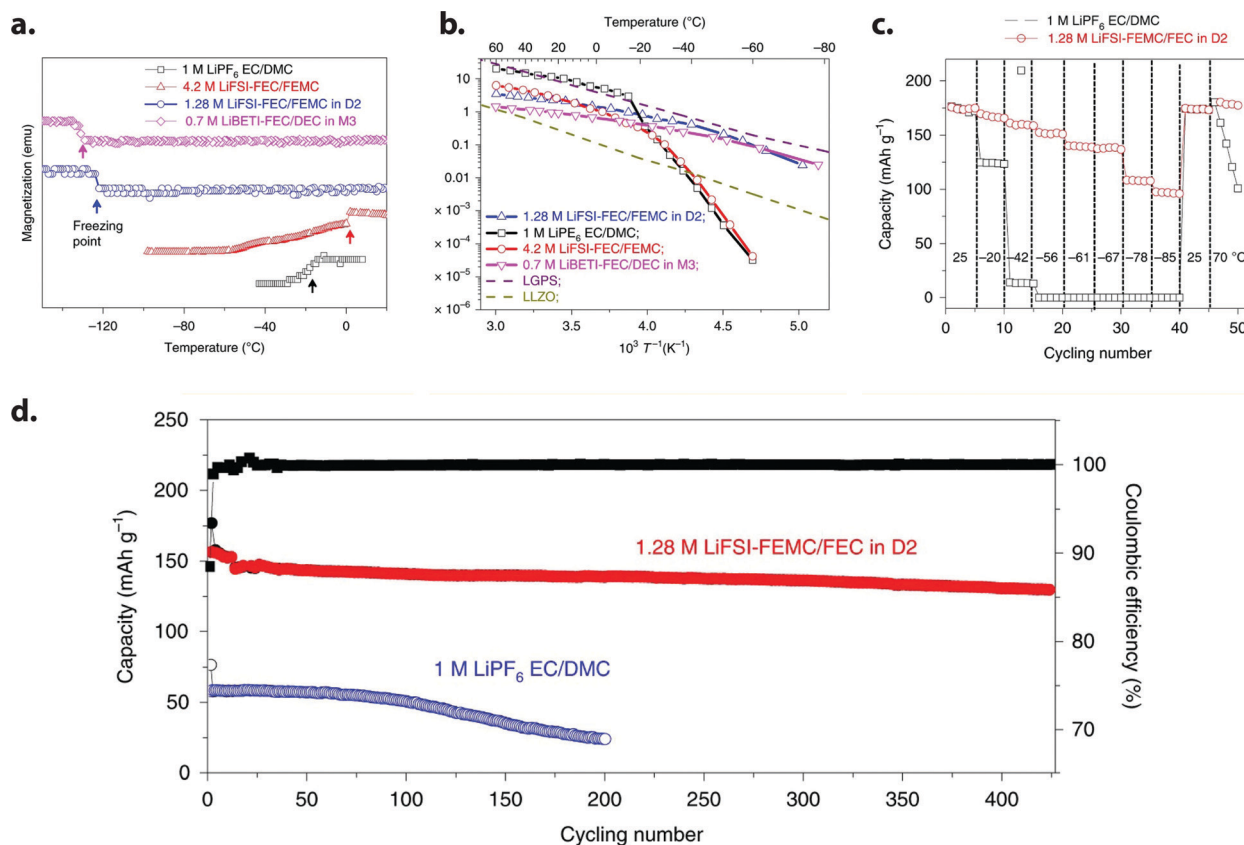 a.
1 M LiPF6 EC/DMC
4.2 M LiFSI-FEC/FEMC
1.28 M LiFSI-FEC/FEMC in D2
0.7 M LiBETI-FEC/DEC in M3
Magnetization (emu)
Freezing point
−120 −80 −40 0
Temperature (°C)
b.
Temperature (°C)
60 40 20 0 −20 −40 −60 −80
10
1
0.1
0.01
× 10−3
× 10−4
× 10−5
× 10−6
1.28 M LiFSI-FEC/FEMC in D2;
1 M LiPE6 EC/DMC;
4.2 M LiFSI-FEC/FEMC;
0.7 M LiBETI-FEC/DEC in M3;
LGPS;
LLZO;
3.0 3.5 4.0 4.5 5.0
10³ T−1(K−1)
c.
1 M LiPF6 EC/DMC
1.28 M LiFSI-FEMC/FEC in D2
Capacity (mAh g−1)
200
150
100
50
0
25 −20 −42 −56 −61 −67 −78 −85 25 70 °C
0 10 20 30 40 50
Cycling number
d.
Capacity (mAh g−1)
250
200
150
100
50
0
1.28 M LiFSI-FEMC/FEC in D2
1 M LiPF6 EC/DMC
100
90
80
70
Coulombic efficiency (%)
0 50 100 150 200 250 300 350 400
Cycling number